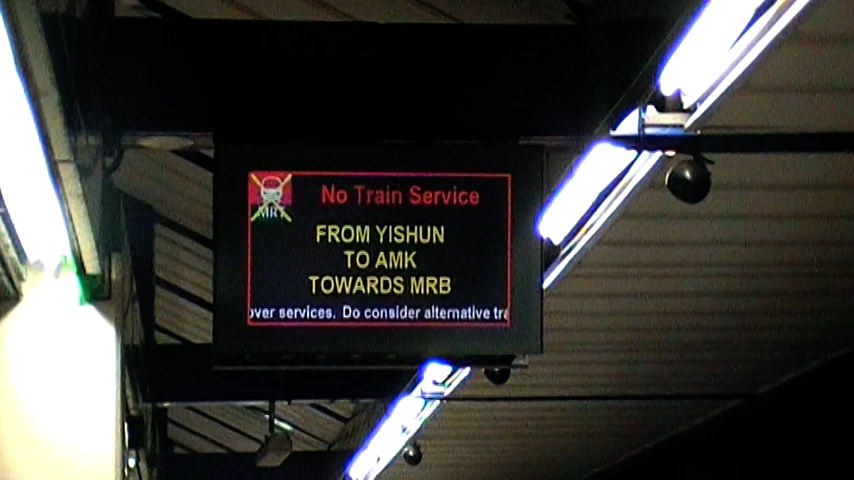 MRT
No Train Service
FROM YISHUN
TO AMK
TOWARDS MRB
over services. Do consider alternative tra